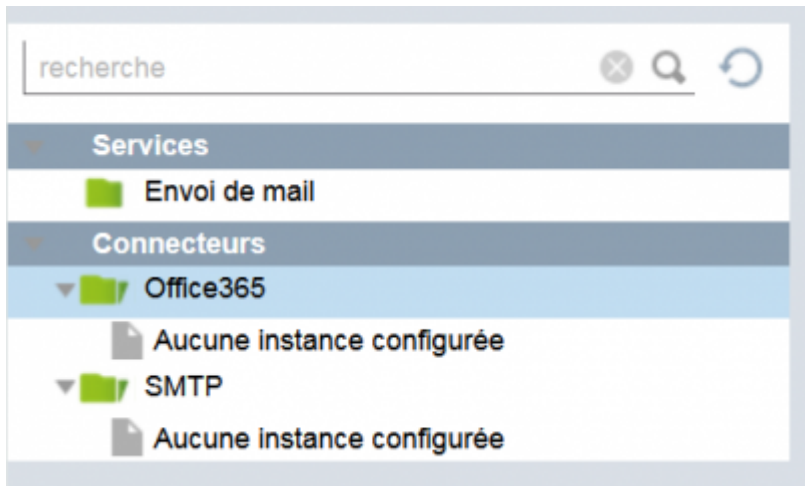 recherche
Services
Envoi de mail
Connecteurs
Office365
Aucune instance configurée
SMTP
Aucune instance configurée